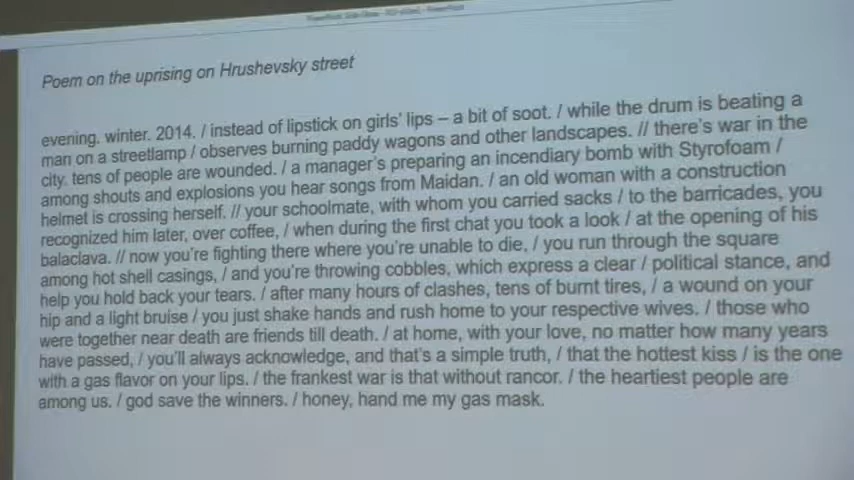 Poem on the uprising on Hrushevsky street
evening. winter. 2014. / instead of lipstick on girls' lips – a bit of soot. / while the drum is beating a
man on a streetlamp / observes burning paddy wagons and other landscapes. // there's war in the
city. tens of people are wounded. / a manager's preparing an incendiary bomb with Styrofoam /
among shouts and explosions you hear songs from Maidan. / an old woman with a construction
helmet is crossing herself. // your schoolmate, with whom you carried sacks / to the barricades, you
recognized him later, over coffee, / when during the first chat you took a look / at the opening of his
balaclava. // now you're fighting there where you're unable to die, / you run through the square
among hot shell casings, / and you're throwing cobbles, which express a clear / political stance, and
help you hold back your tears. / after many hours of clashes, tens of burnt tires, / a wound on your
hip and a light bruise / you just shake hands and rush home to your respective wives. / those who
were together near death are friends till death. / at home, with your love, no matter how many years
have passed, / you'll always acknowledge, and that's a simple truth, / that the hottest kiss / is the one
with a gas flavor on your lips. / the frankest war is that without rancor. / the heartiest people are
among us. / god save the winners. / honey, hand me my gas mask.